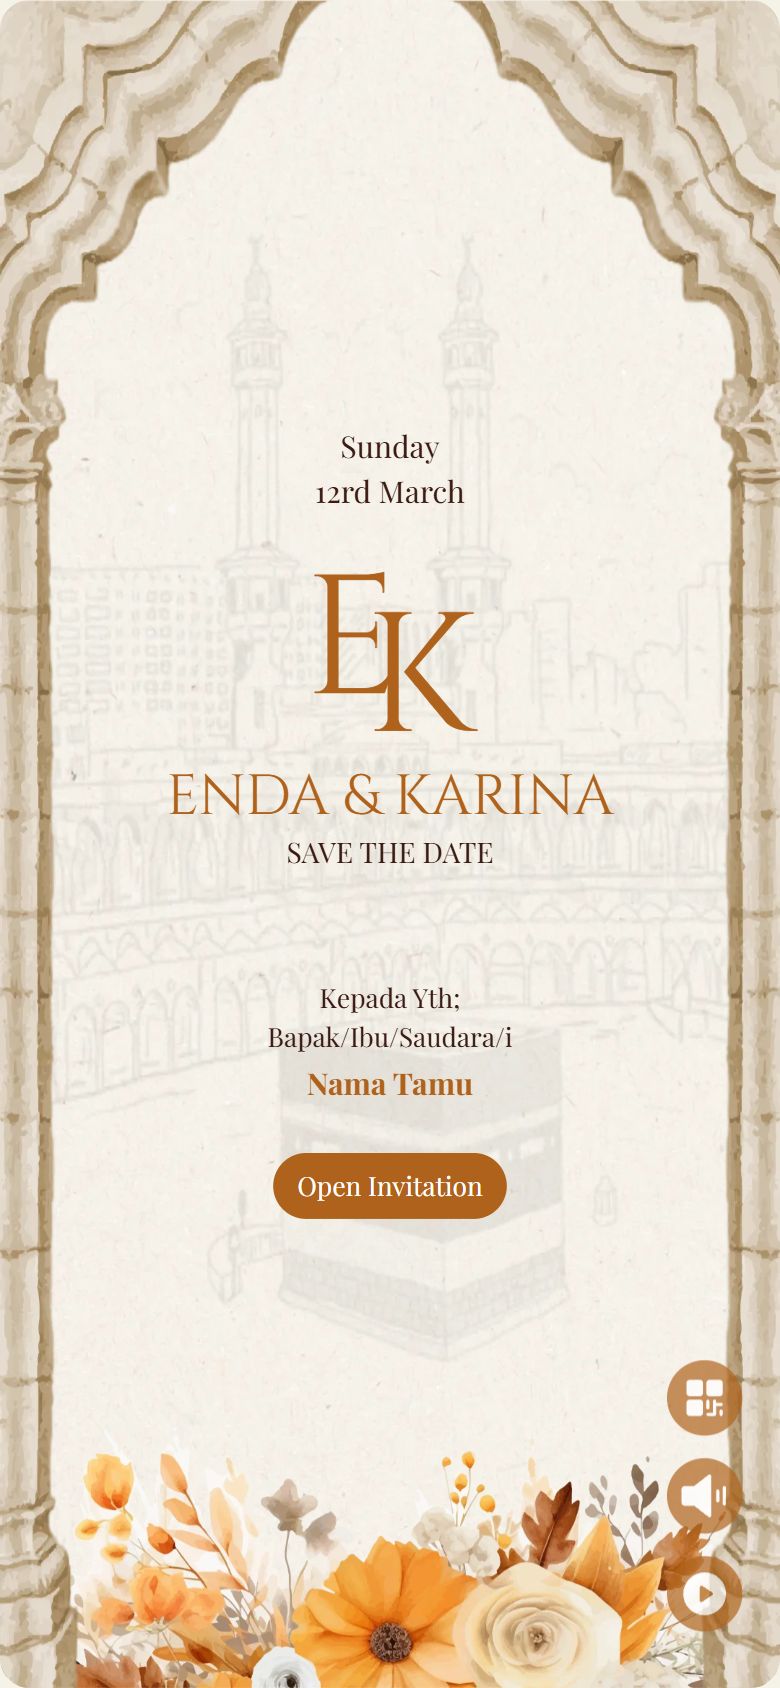 Sunday
12rd March
EK
ENDA & KARINA
SAVE THE DATE
Kepada Yth;
Bapak/Ibu/Saudara/i
Nama Tamu
Open Invitation